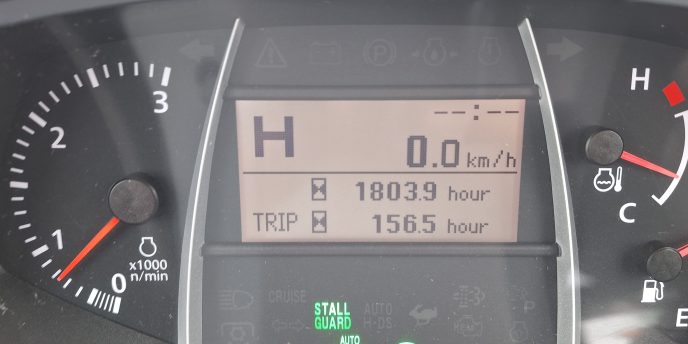 3
2
1
0
x1000
n/min
H
--:--
0.0 km/h
1803.9 hour
TRIP 156.5 hour
H
C
E
CRUISE
STALL
GUARD
AUTO
H-DS
AUTO
P